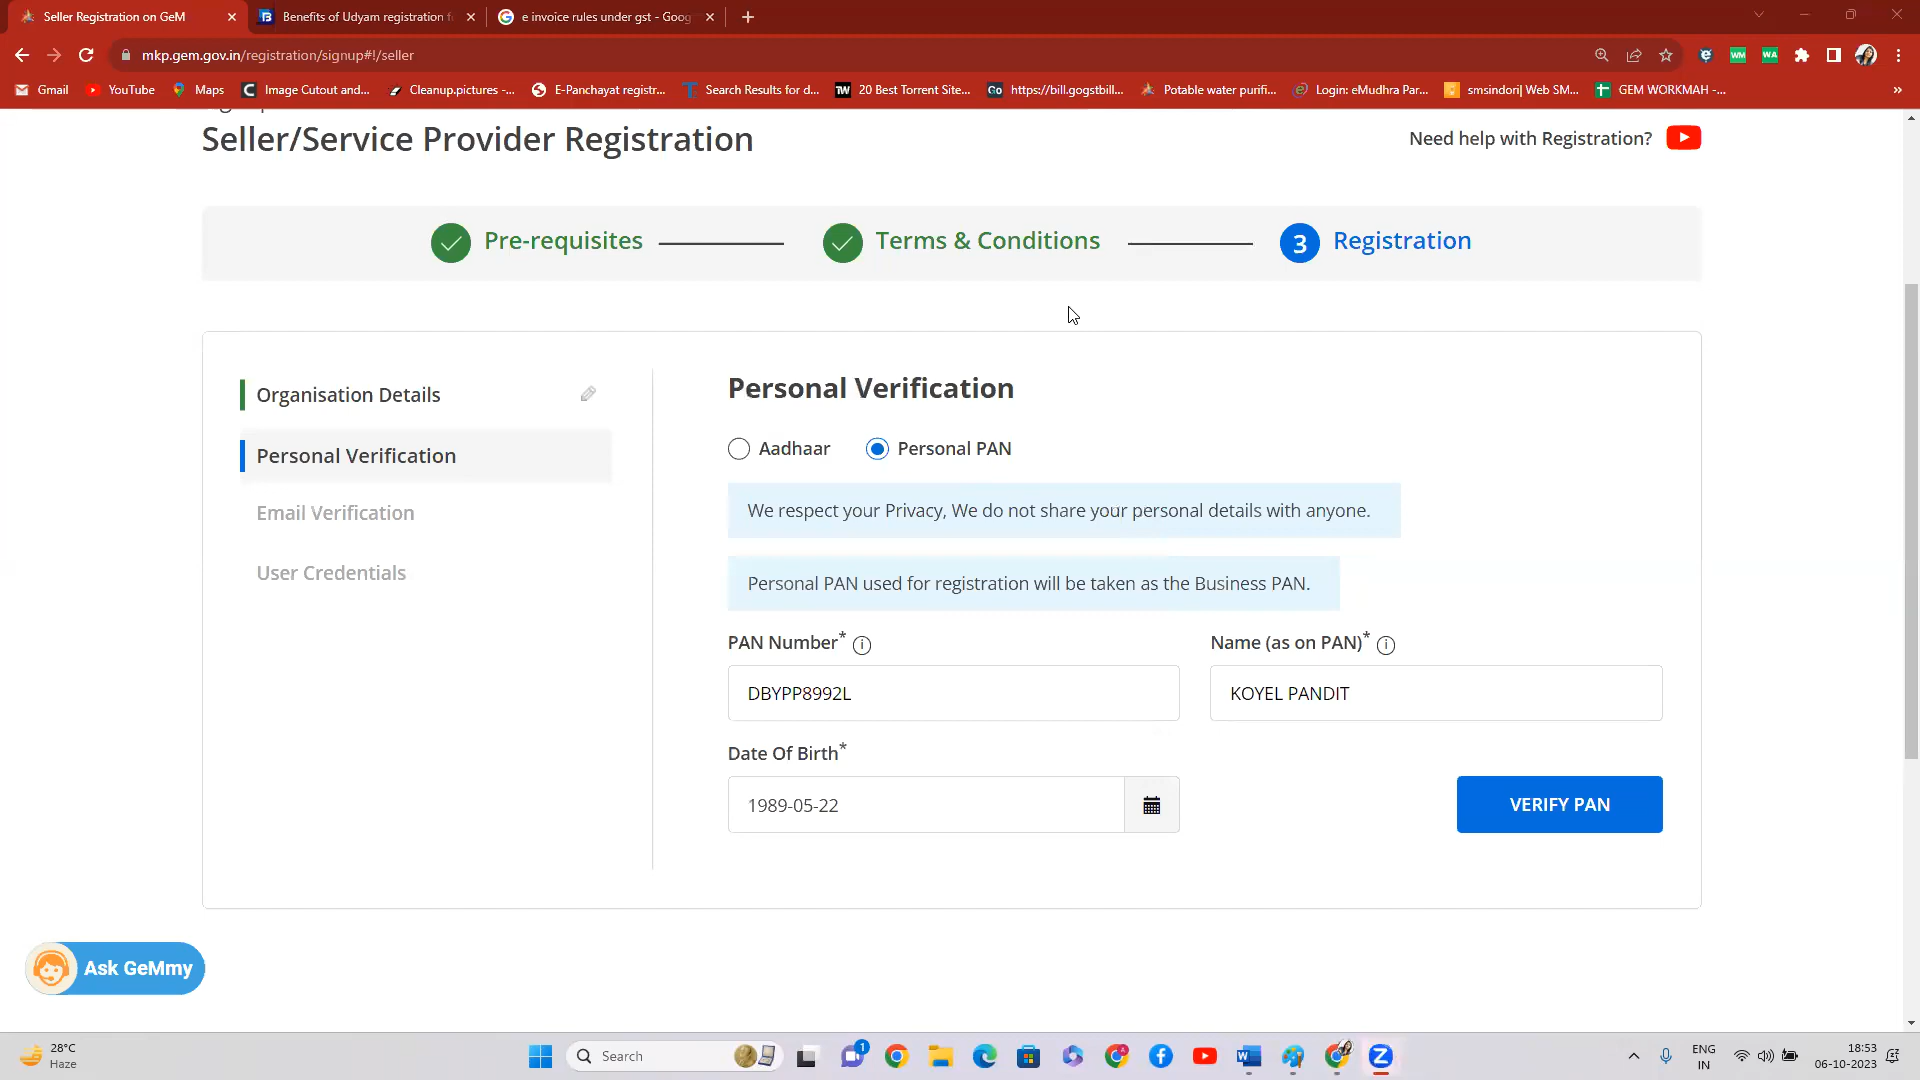 Seller Registration on GeM
Benefits of Udyam registration f
e invoice rules under gst - Goog
mkp.gem.gov.in/registration/signup#!/seller
Gmail
YouTube
Maps
Image Cutout and...
Cleanup.pictures -...
E-Panchayat registr...
Search Results for d...
20 Best Torrent Site...
https://bill.gogstbill...
Potable water purifi...
Login: eMudhra Par...
smsindori| Web SM...
GEM WORKMAH -...
Seller/Service Provider Registration
Need help with Registration?
Pre-requisites
Terms & Conditions
3 Registration
Organisation Details
Personal Verification
Email Verification
User Credentials
Personal Verification
Aadhaar
Personal PAN
We respect your Privacy, We do not share your personal details with anyone.
Personal PAN used for registration will be taken as the Business PAN.
PAN Number*
Name (as on PAN)*
DBYPP8992L
KOYEL PANDIT
Date Of Birth*
1989-05-22
VERIFY PAN
Ask GeMmy
28°C
Haze
Search
1
ENG
IN
18:53
06-10-2023